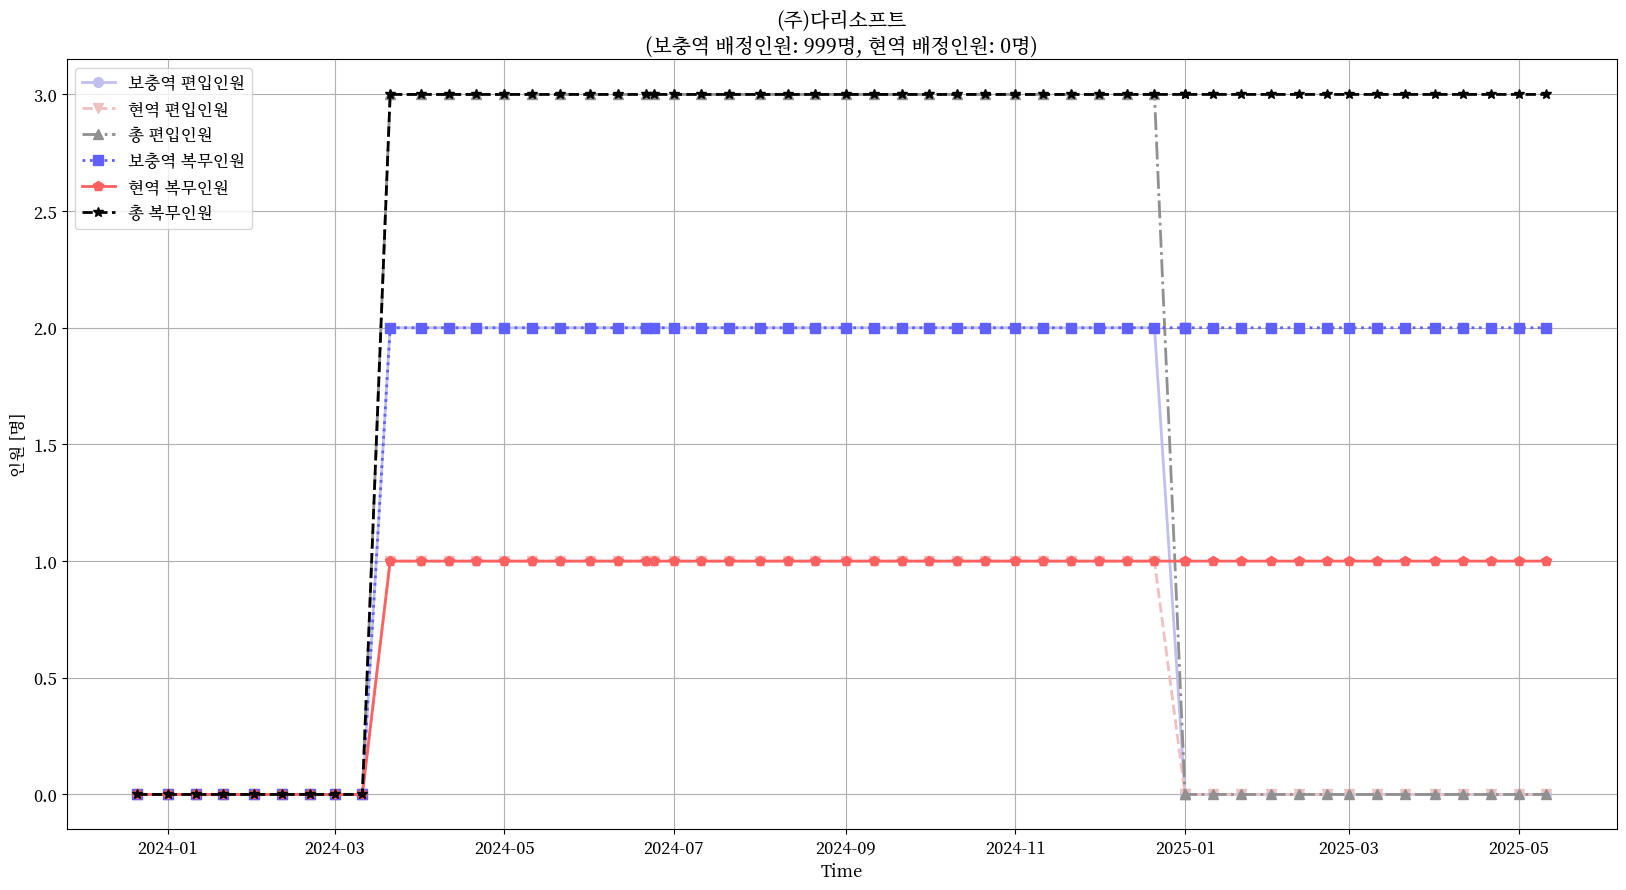 (주)다리소프트
(보충역 배정인원: 999명, 현역 배정인원: 0명)
보충역 편입인원
현역 편입인원
총 편입인원
보충역 복무인원
현역 복무인원
총 복무인원
3.0
2.5
2.0
1.5
1.0
0.5
0.0
인원 [명]
2024-01
2024-03
2024-05
2024-07
2024-09
2024-11
2025-01
2025-03
2025-05
Time